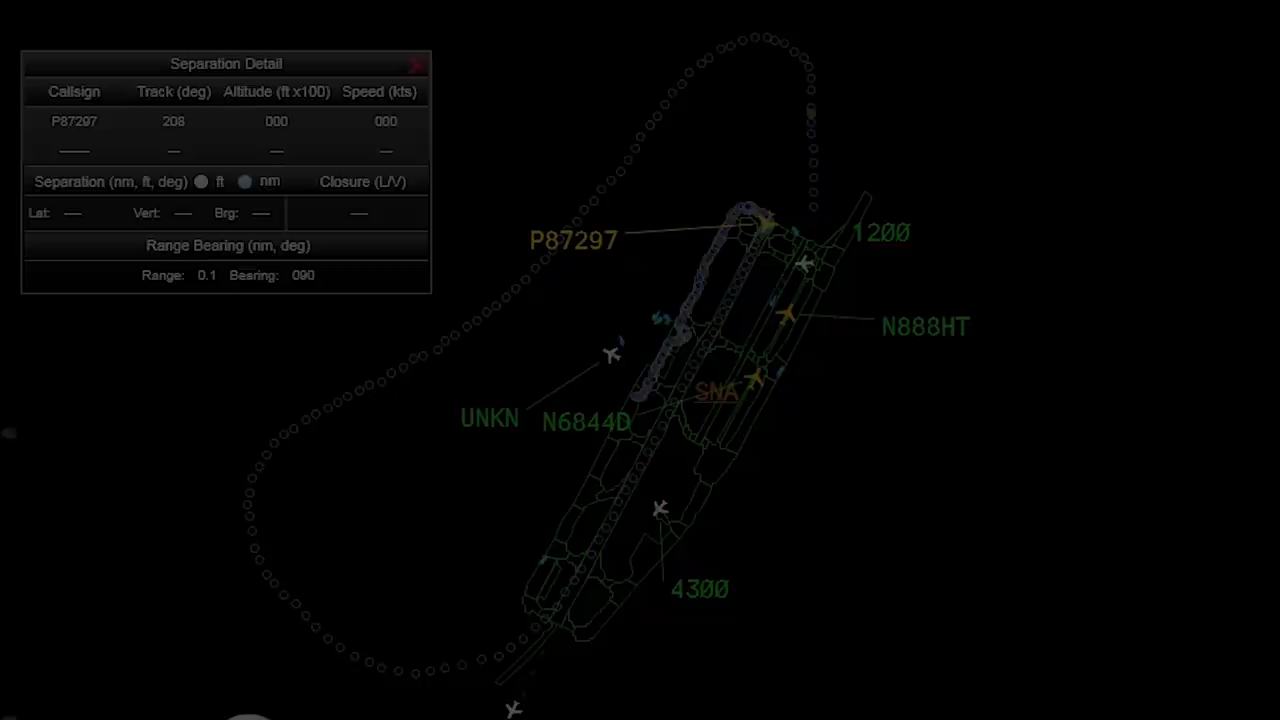 Separation Detail
Callsign Track (deg) Altitude (ft x100) Speed (kts)
P87297 208 000 000
—— — — —
Separation (nm, ft, deg) ft nm Closure (L/V)
Lat: — Vert: — Brg: — —
Range Bearing (nm, deg)
Range: 0.1 Bearing: 090
P87297
1200
N888HT
SNA
UNKN
N6844D
4300